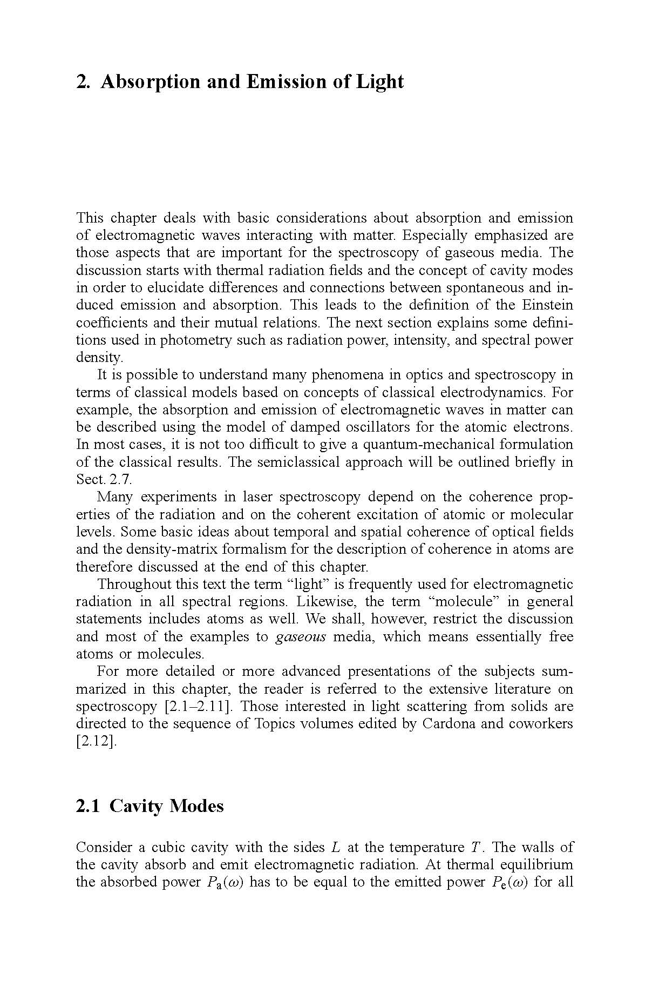 2. Absorption and Emission of Light
This chapter deals with basic considerations about absorption and emission
of electromagnetic waves interacting with matter. Especially emphasized are
those aspects that are important for the spectroscopy of gaseous media. The
discussion starts with thermal radiation fields and the concept of cavity modes
in order to elucidate differences and connections between spontaneous and in-
duced emission and absorption. This leads to the definition of the Einstein
coefficients and their mutual relations. The next section explains some defini-
tions used in photometry such as radiation power, intensity, and spectral power
density.
It is possible to understand many phenomena in optics and spectroscopy in
terms of classical models based on concepts of classical electrodynamics. For
example, the absorption and emission of electromagnetic waves in matter can
be described using the model of damped oscillators for the atomic electrons.
In most cases, it is not too difficult to give a quantum-mechanical formulation
of the classical results. The semiclassical approach will be outlined briefly in
Sect. 2.7.
Many experiments in laser spectroscopy depend on the coherence prop-
erties of the radiation and on the coherent excitation of atomic or molecular
levels. Some basic ideas about temporal and spatial coherence of optical fields
and the density-matrix formalism for the description of coherence in atoms are
therefore discussed at the end of this chapter.
Throughout this text the term “light” is frequently used for electromagnetic
radiation in all spectral regions. Likewise, the term “molecule” in general
statements includes atoms as well. We shall, however, restrict the discussion
and most of the examples to gaseous media, which means essentially free
atoms or molecules.
For more detailed or more advanced presentations of the subjects sum-
marized in this chapter, the reader is referred to the extensive literature on
spectroscopy [2.1–2.11]. Those interested in light scattering from solids are
directed to the sequence of Topics volumes edited by Cardona and coworkers
[2.12].
2.1 Cavity Modes
Consider a cubic cavity with the sides L at the temperature T. The walls of
the cavity absorb and emit electromagnetic radiation. At thermal equilibrium
the absorbed power Pₐ(ω) has to be equal to the emitted power Pₑ(ω) for all